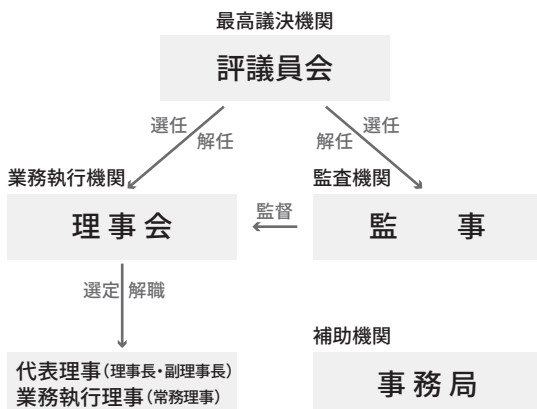 最高議決機関
評議員会
選任
解任
解任
選任
業務執行機関
監査機関
理事会
監督
監　事
選定
解職
補助機関
代表理事(理事長・副理事長)
業務執行理事(常務理事)
事務局